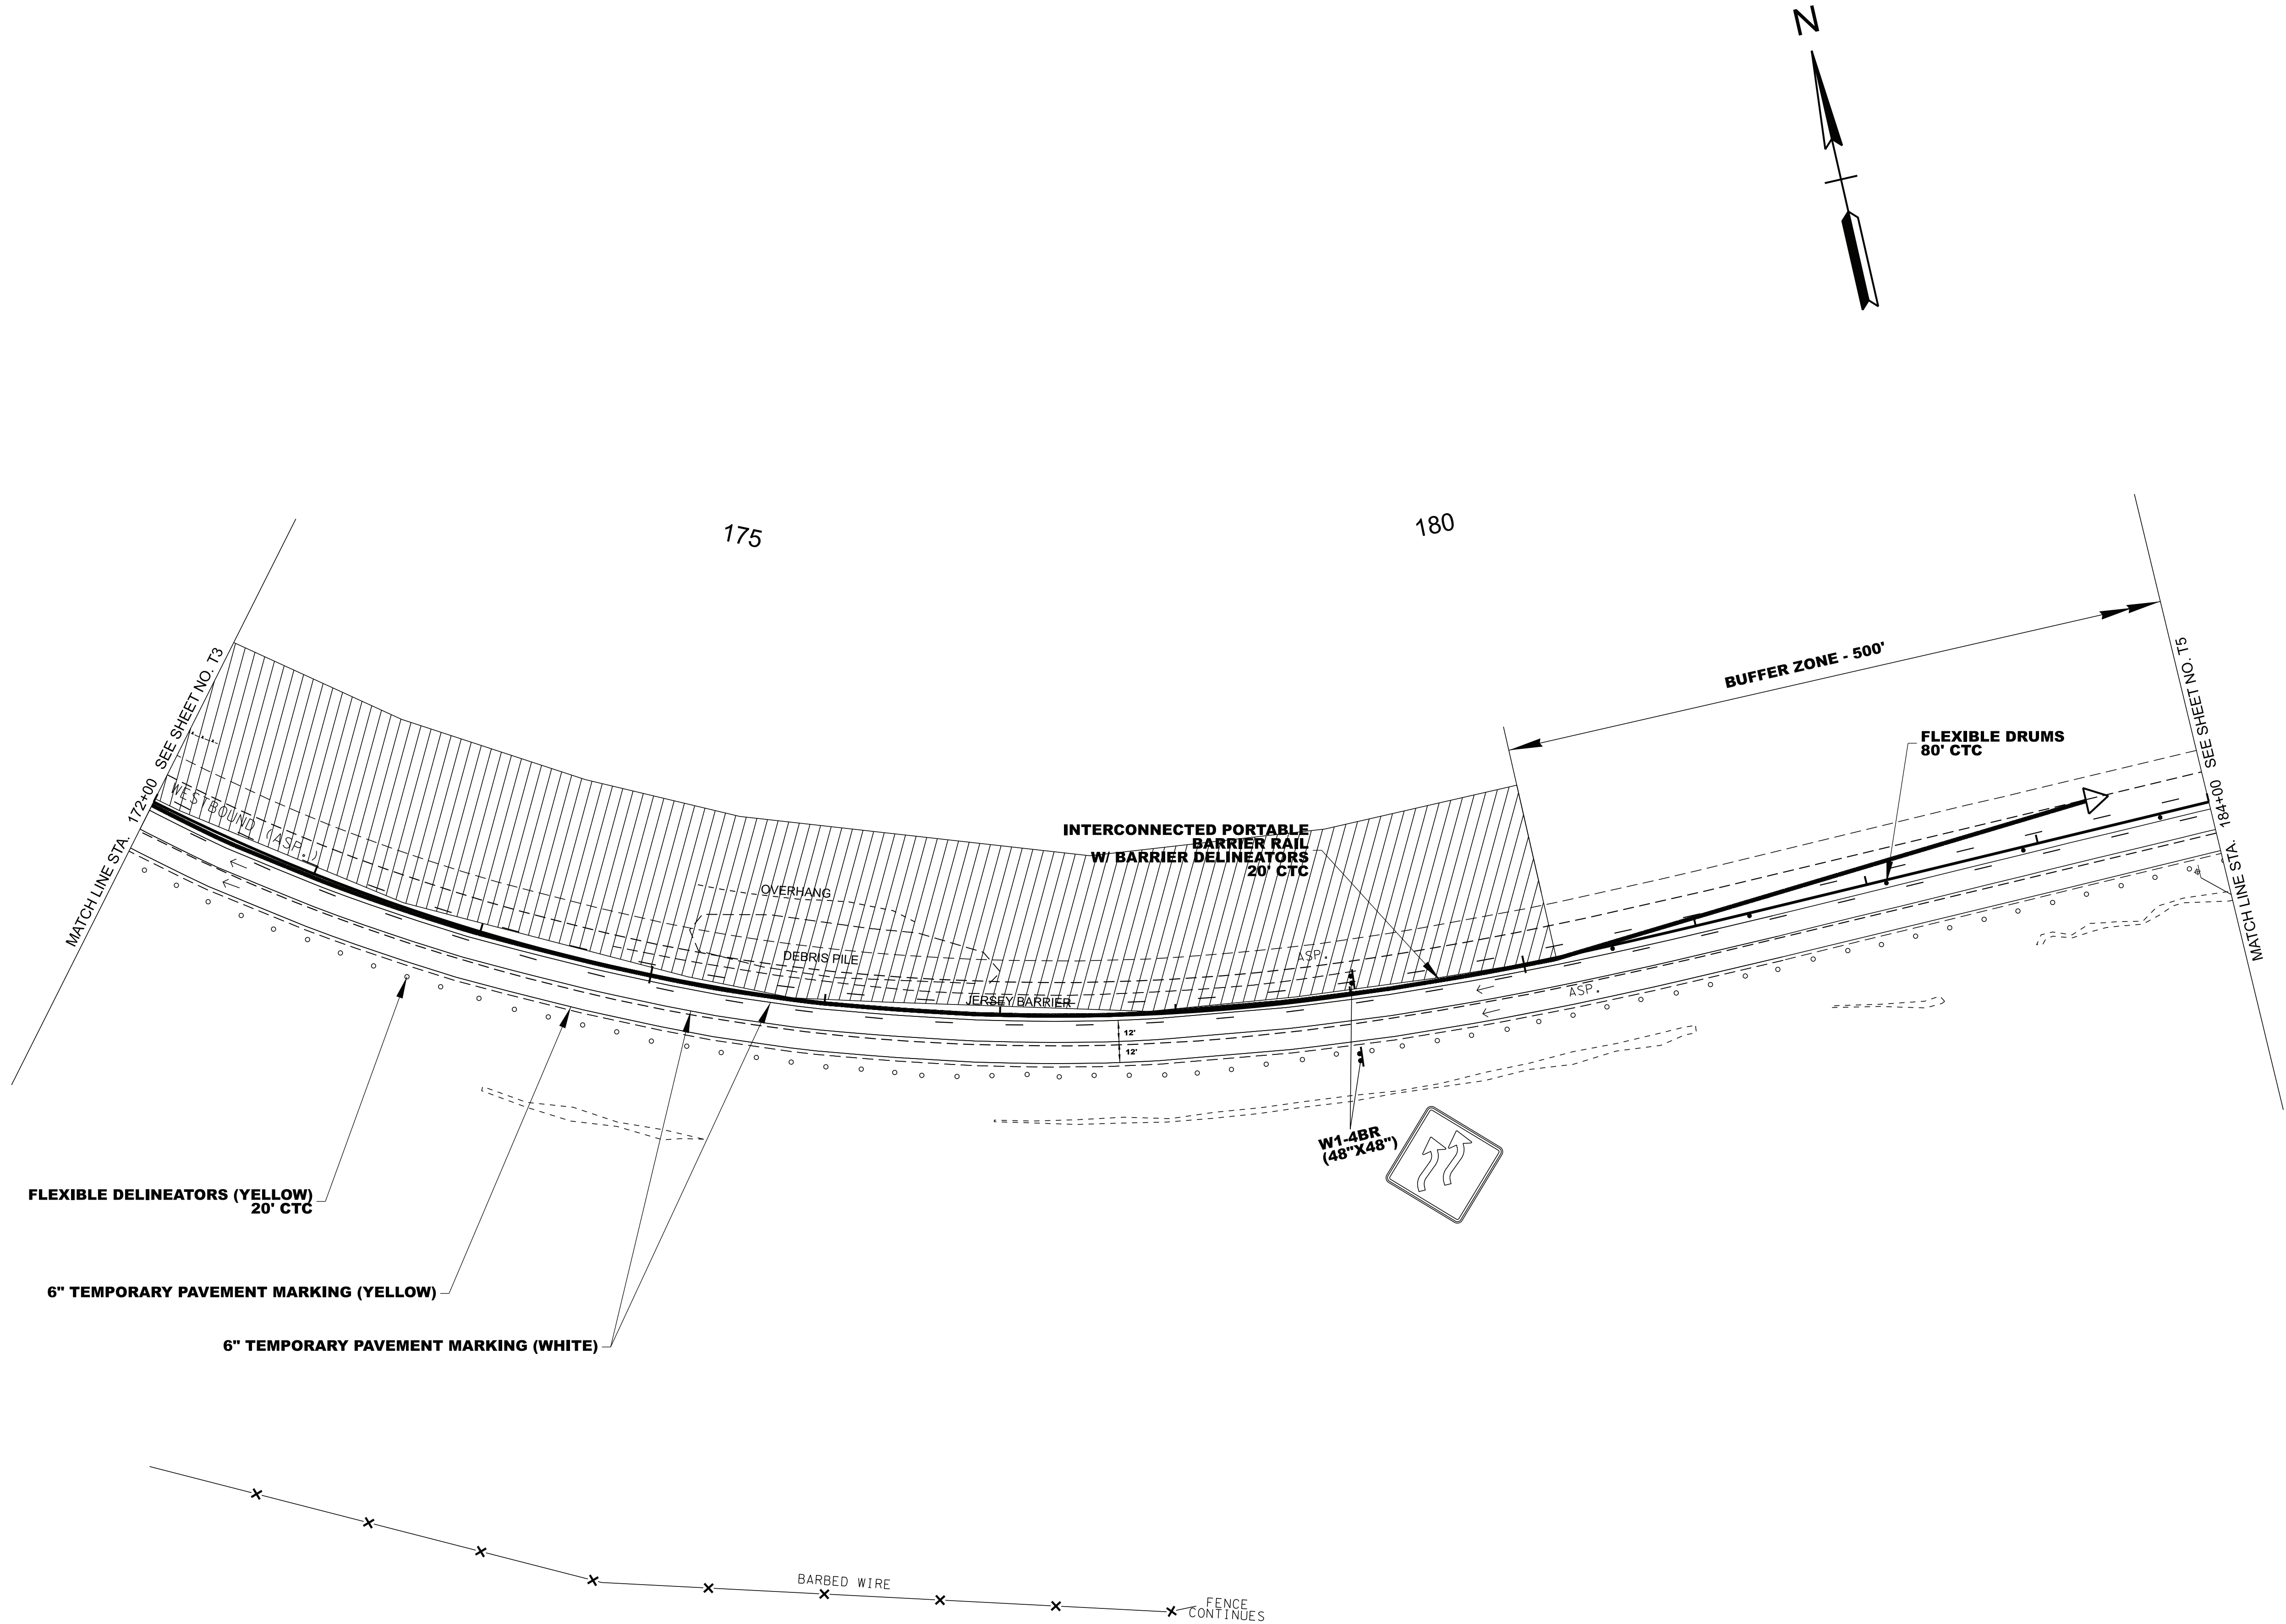 N
175
180
BUFFER ZONE - 500'
MATCH LINE STA. 172+00 SEE SHEET NO. T3
MATCH LINE STA. 184+00 SEE SHEET NO. T5
FLEXIBLE DRUMS
80' CTC
WESTBOUND (ASP.)
INTERCONNECTED PORTABLE
BARRIER RAIL
W/ BARRIER DELINEATORS
20' CTC
OVERHANG
DEBRIS PILE
ASP.
JERSEY BARRIER
ASP.
12'
12'
W1-4BR
(48"X48")
FLEXIBLE DELINEATORS (YELLOW)
20' CTC
6" TEMPORARY PAVEMENT MARKING (YELLOW)
6" TEMPORARY PAVEMENT MARKING (WHITE)
BARBED WIRE
FENCE
CONTINUES